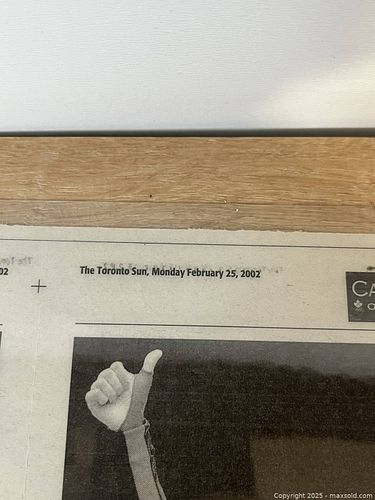 02
The Toronto Sun, Monday February 25, 2002
CA
O
Copyright 2025 - maxsold.com